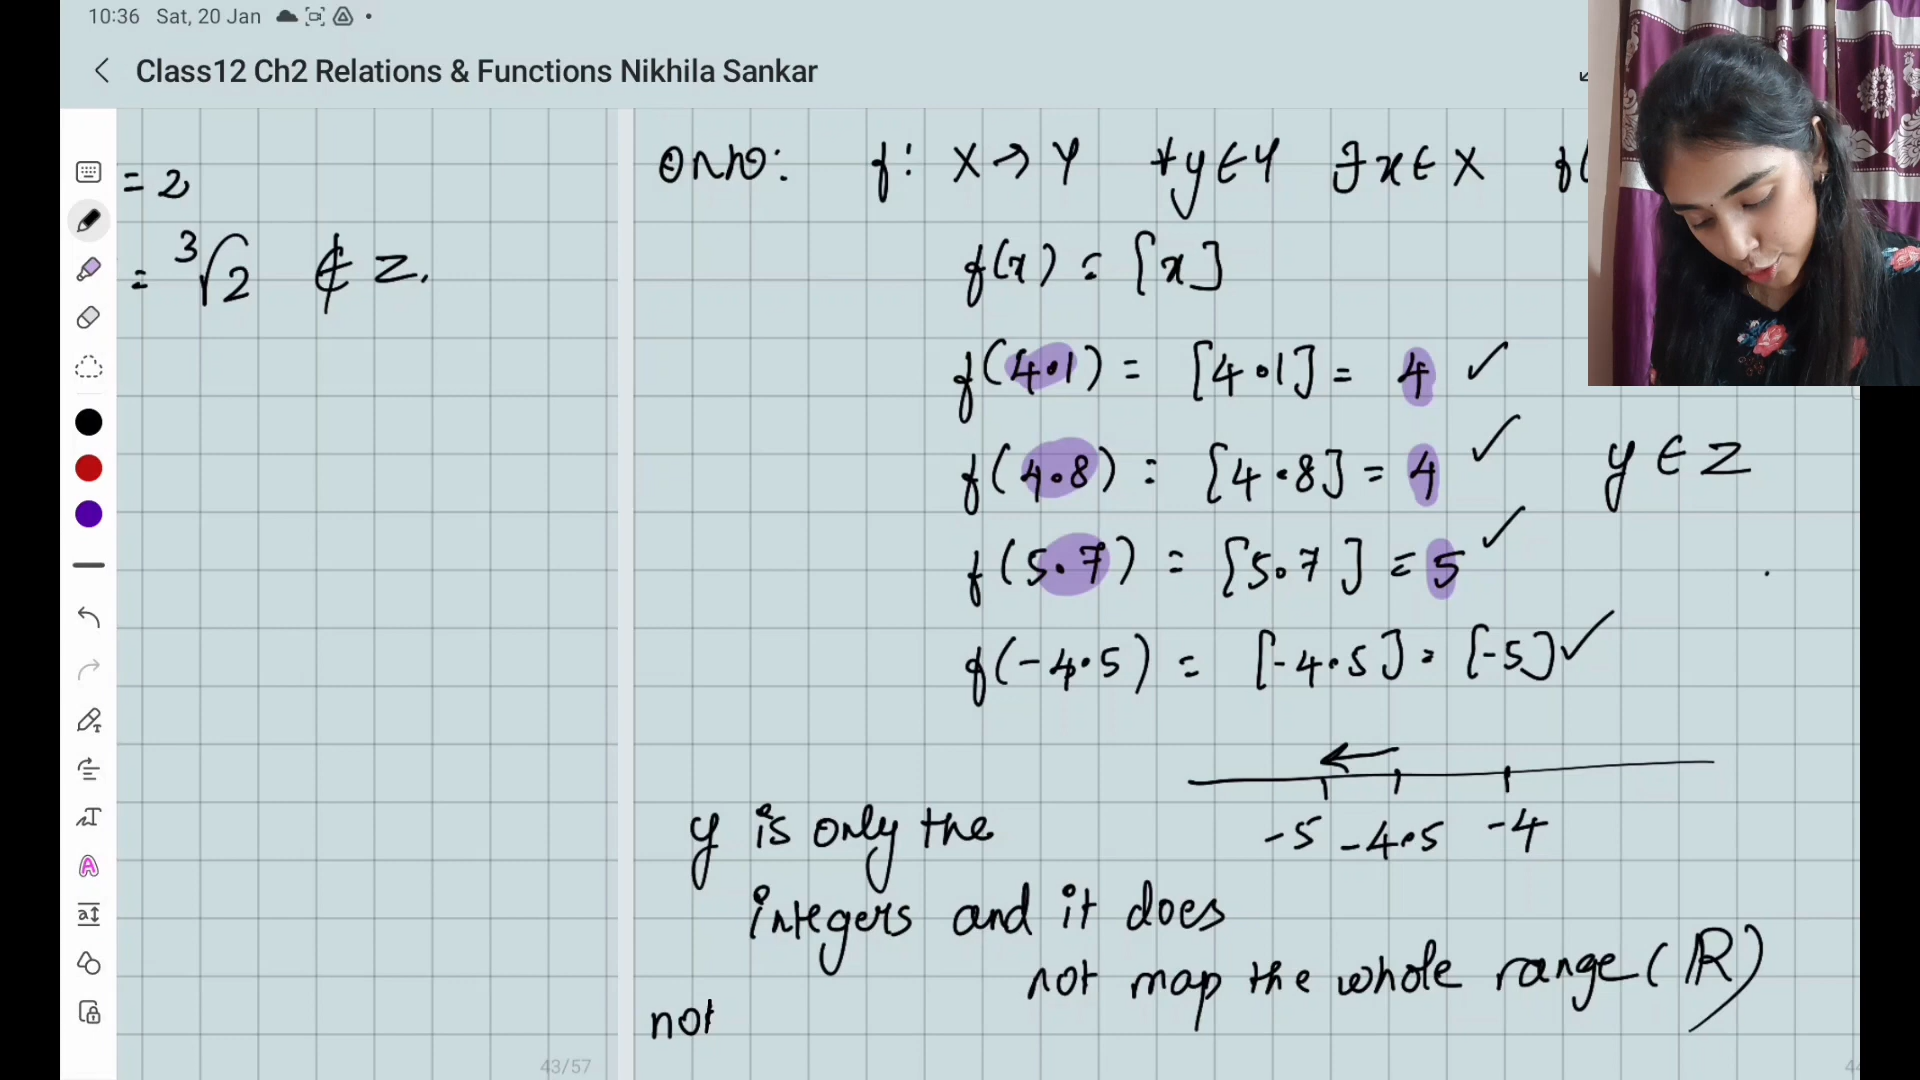 10:36 Sat, 20 Jan
Class12 Ch2 Relations & Functions Nikhila Sankar
= 2
= ³√2 ∉ Z.
43/57
onto: f: X → Y ∀y∈Y ∃x∈X f(
f(x) = [x]
f(4.1) = [4.1] = 4 ✓
f(4.8) = [4.8] = 4 ✓
y ∈ Z
f(5.7) = [5.7] = 5 ✓
f(-4.5) = [-4.5] = [-5] ✓
-5 -4.5 -4
y is only the
integers and it does
not map the whole range (ℝ)
not